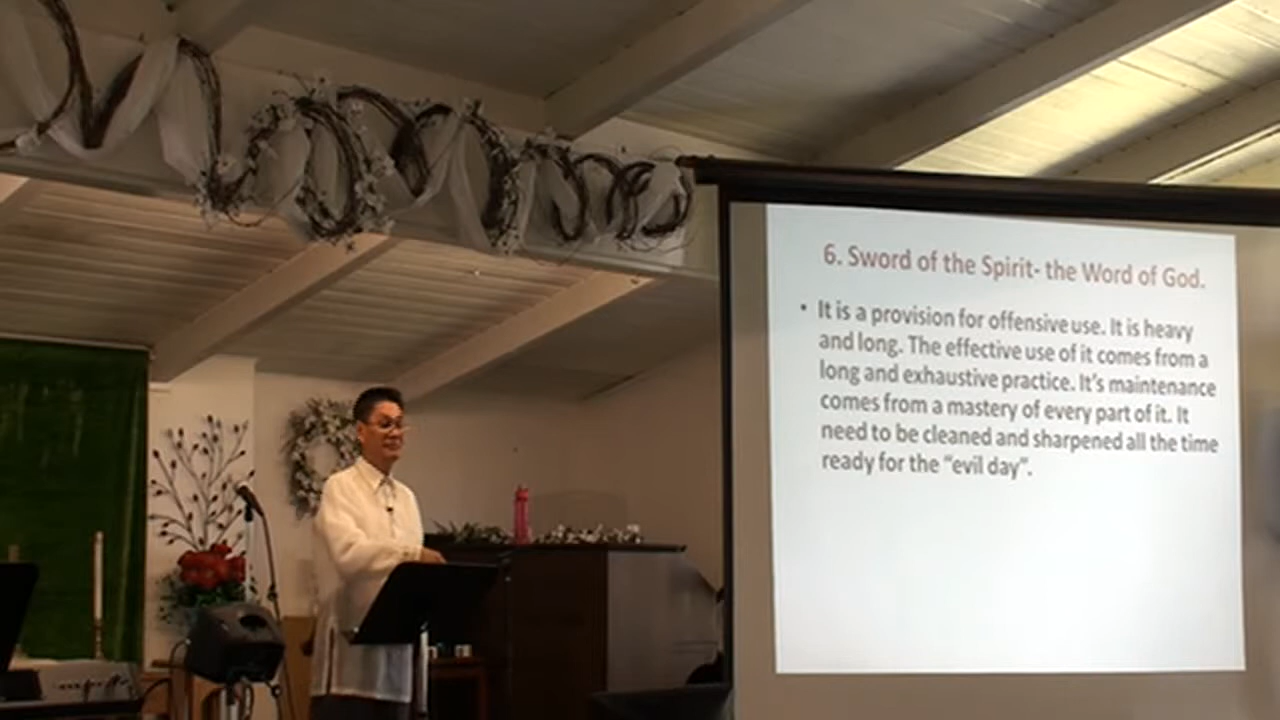 6. Sword of the Spirit- the Word of God.
• It is a provision for offensive use. It is heavy
and long. The effective use of it comes from a
long and exhaustive practice. It's maintenance
comes from a mastery of every part of it. It
need to be cleaned and sharpened all the time
ready for the "evil day".